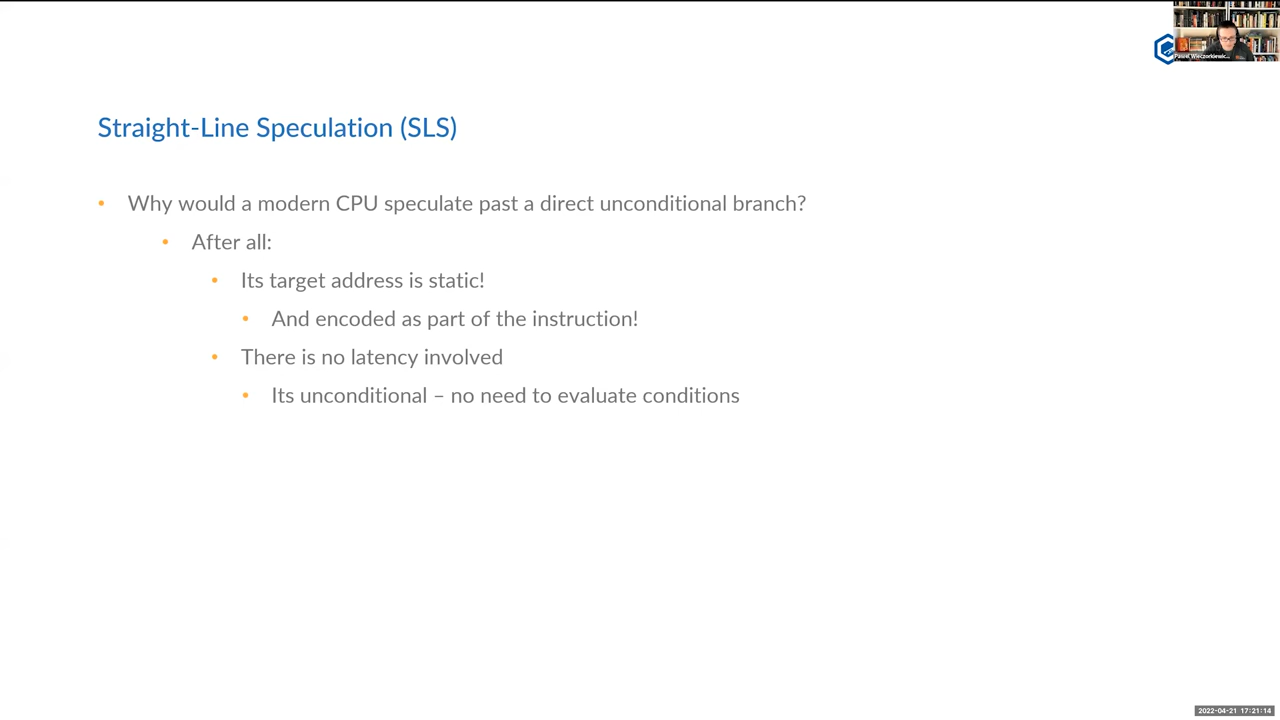 Straight-Line Speculation (SLS)
• Why would a modern CPU speculate past a direct unconditional branch?
• After all:
• Its target address is static!
• And encoded as part of the instruction!
• There is no latency involved
• Its unconditional – no need to evaluate conditions
Pawel Wieczorkiewic...
2022-04-21 17:21:14